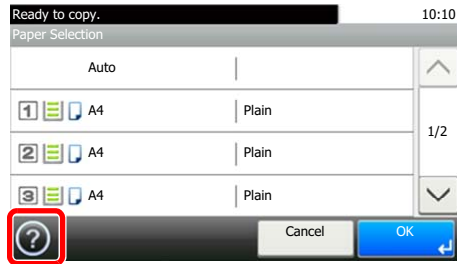 Ready to copy. 10:10
Paper Selection
Auto
1 A4 Plain
1/2
2 A4 Plain
3 A4 Plain
? Cancel OK